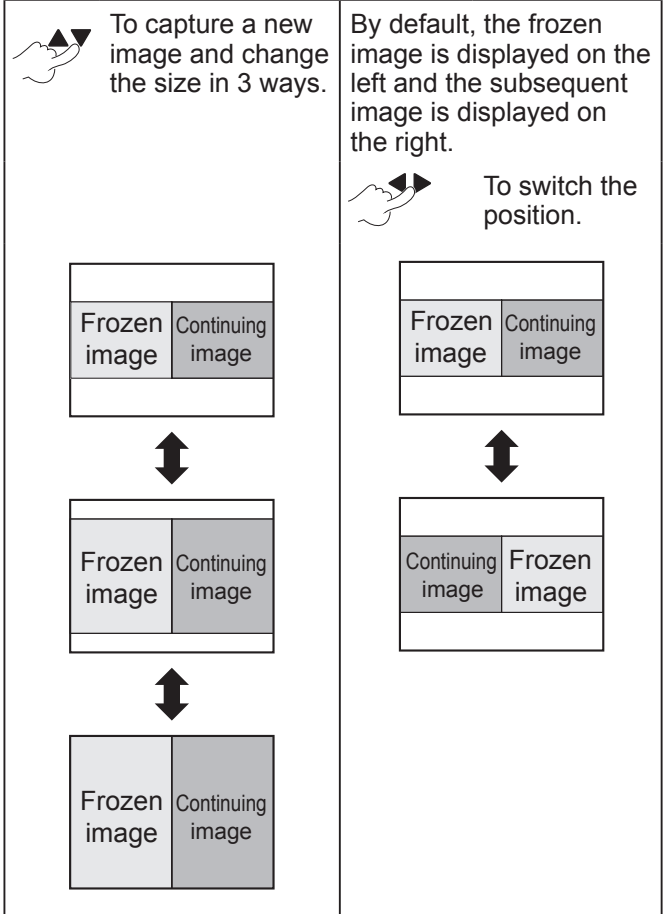 To capture a new
image and change
the size in 3 ways.
Frozen
image
Continuing
image
Frozen
image
Continuing
image
Frozen
image
Continuing
image
By default, the frozen
image is displayed on the
left and the subsequent
image is displayed on
the right.
To switch the
position.
Frozen
image
Continuing
image
Continuing
image
Frozen
image